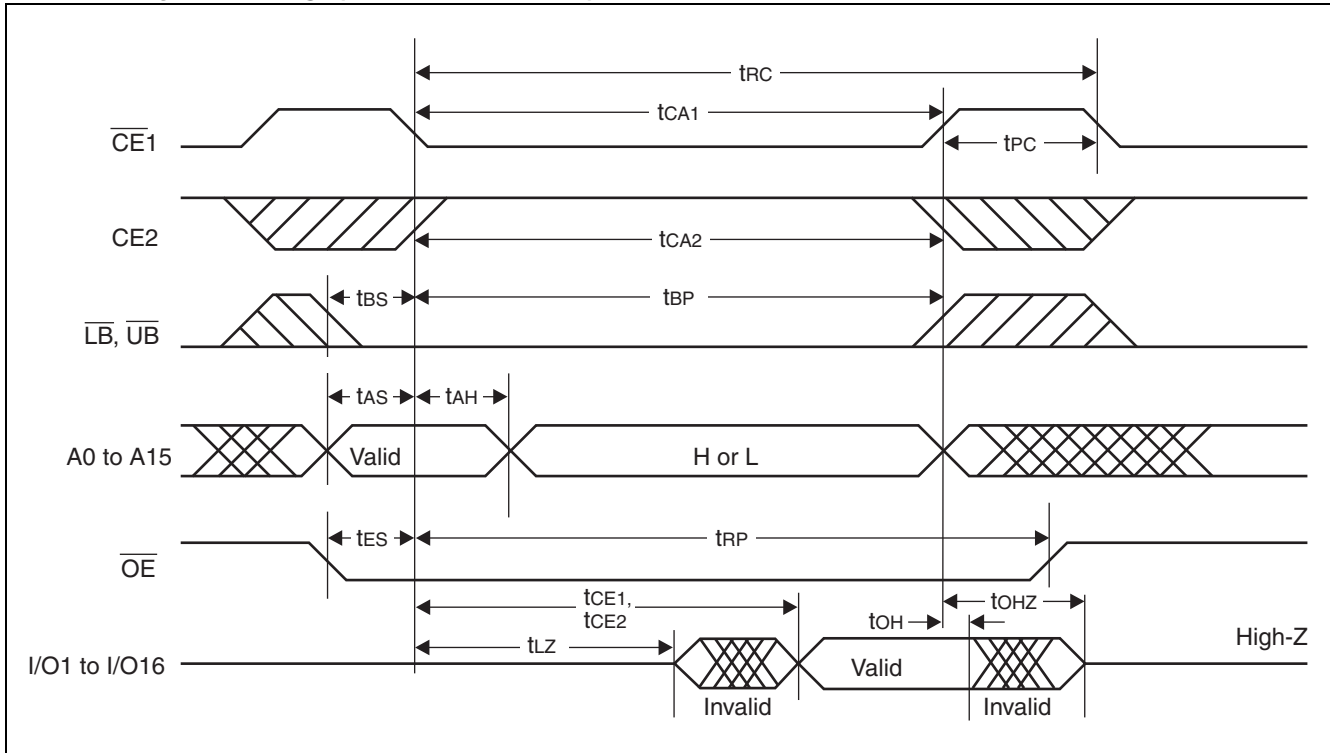 tRC
tCA1
CE1
tPC
CE2
tCA2
tBS
tBP
LB, UB
tAS
tAH
A0 to A15
Valid
H or L
tES
tRP
OE
tCE1,
tCE2
tOHZ
tOH
tLZ
High-Z
I/O1 to I/O16
Valid
Invalid
Invalid